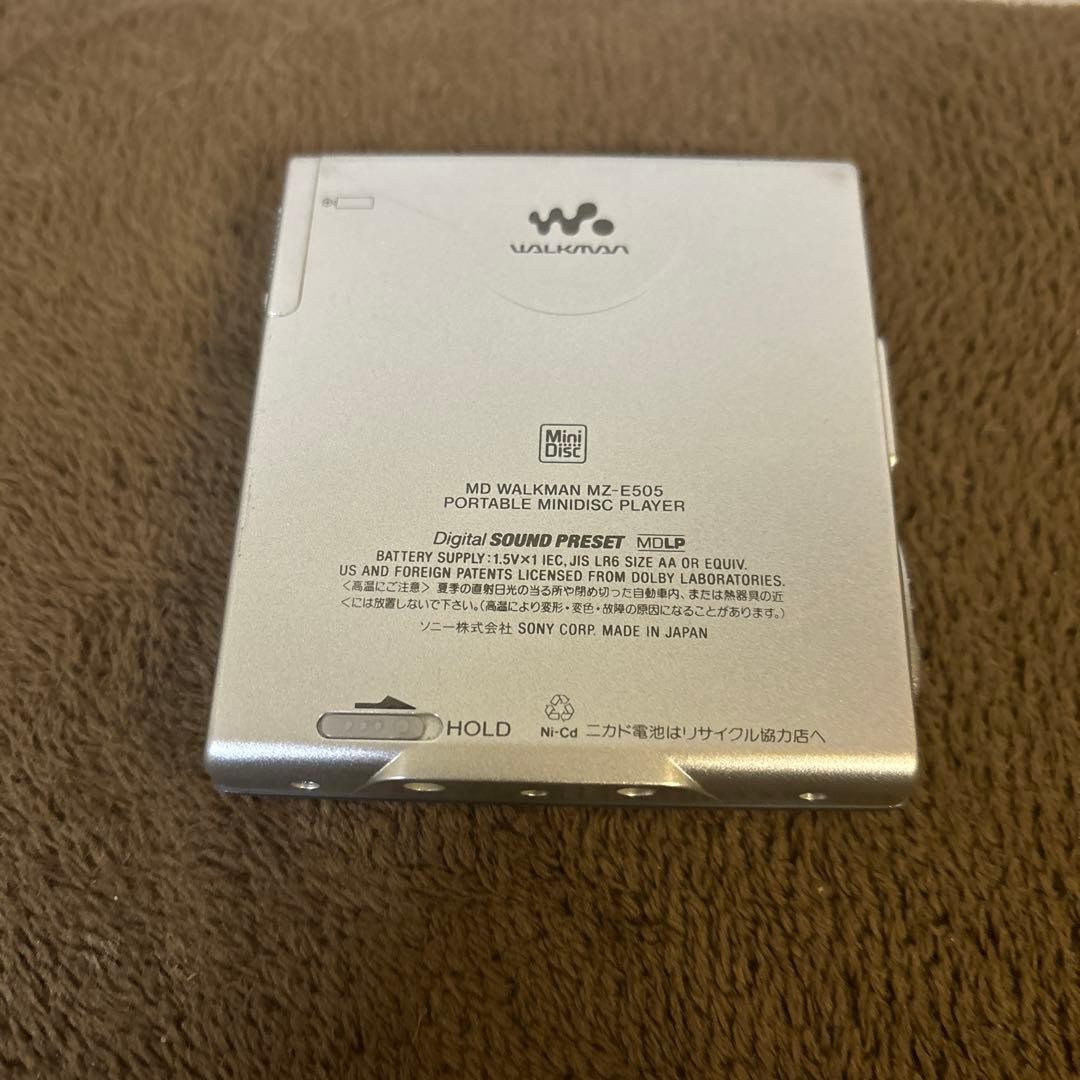 WALKMAN
Mini
Disc
MD WALKMAN MZ-E505
PORTABLE MINIDISC PLAYER
Digital SOUND PRESET MDLP
BATTERY SUPPLY:1.5V×1 IEC, JIS LR6 SIZE AA OR EQUIV.
US AND FOREIGN PATENTS LICENSED FROM DOLBY LABORATORIES.
<高温にご注意> 夏季の直射日光の当る所や閉め切った自動車内、または熱器具の近
くには放置しないで下さい。(高温により変形・変色・故障の原因になることがあります。)
ソニー株式会社 SONY CORP. MADE IN JAPAN
HOLD
Ni-Cd ニカド電池はリサイクル協力店へ